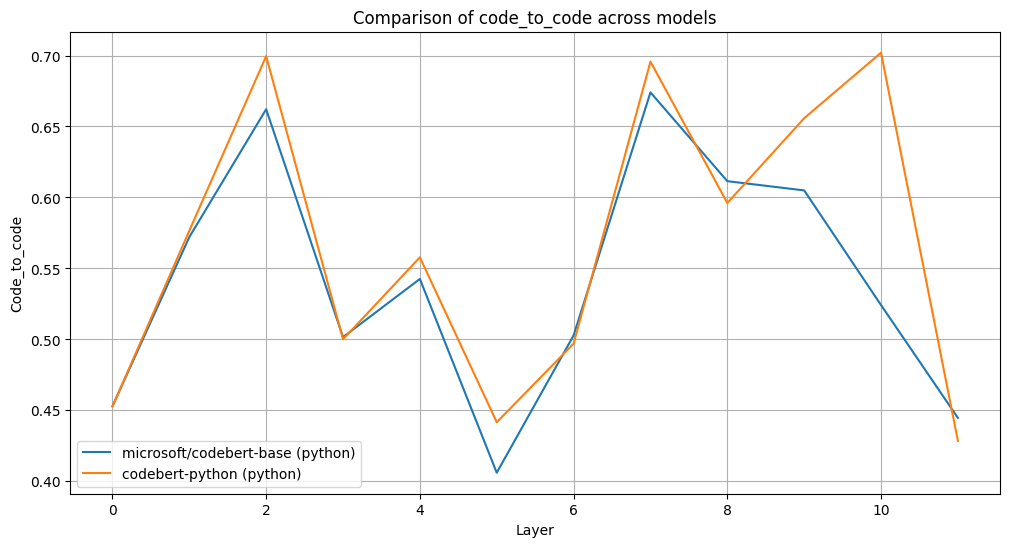 Comparison of code_to_code across models
Code_to_code
0.70
0.65
0.60
0.55
0.50
0.45
0.40
microsoft/codebert-base (python)
codebert-python (python)
0 2 4 6 8 10
Layer